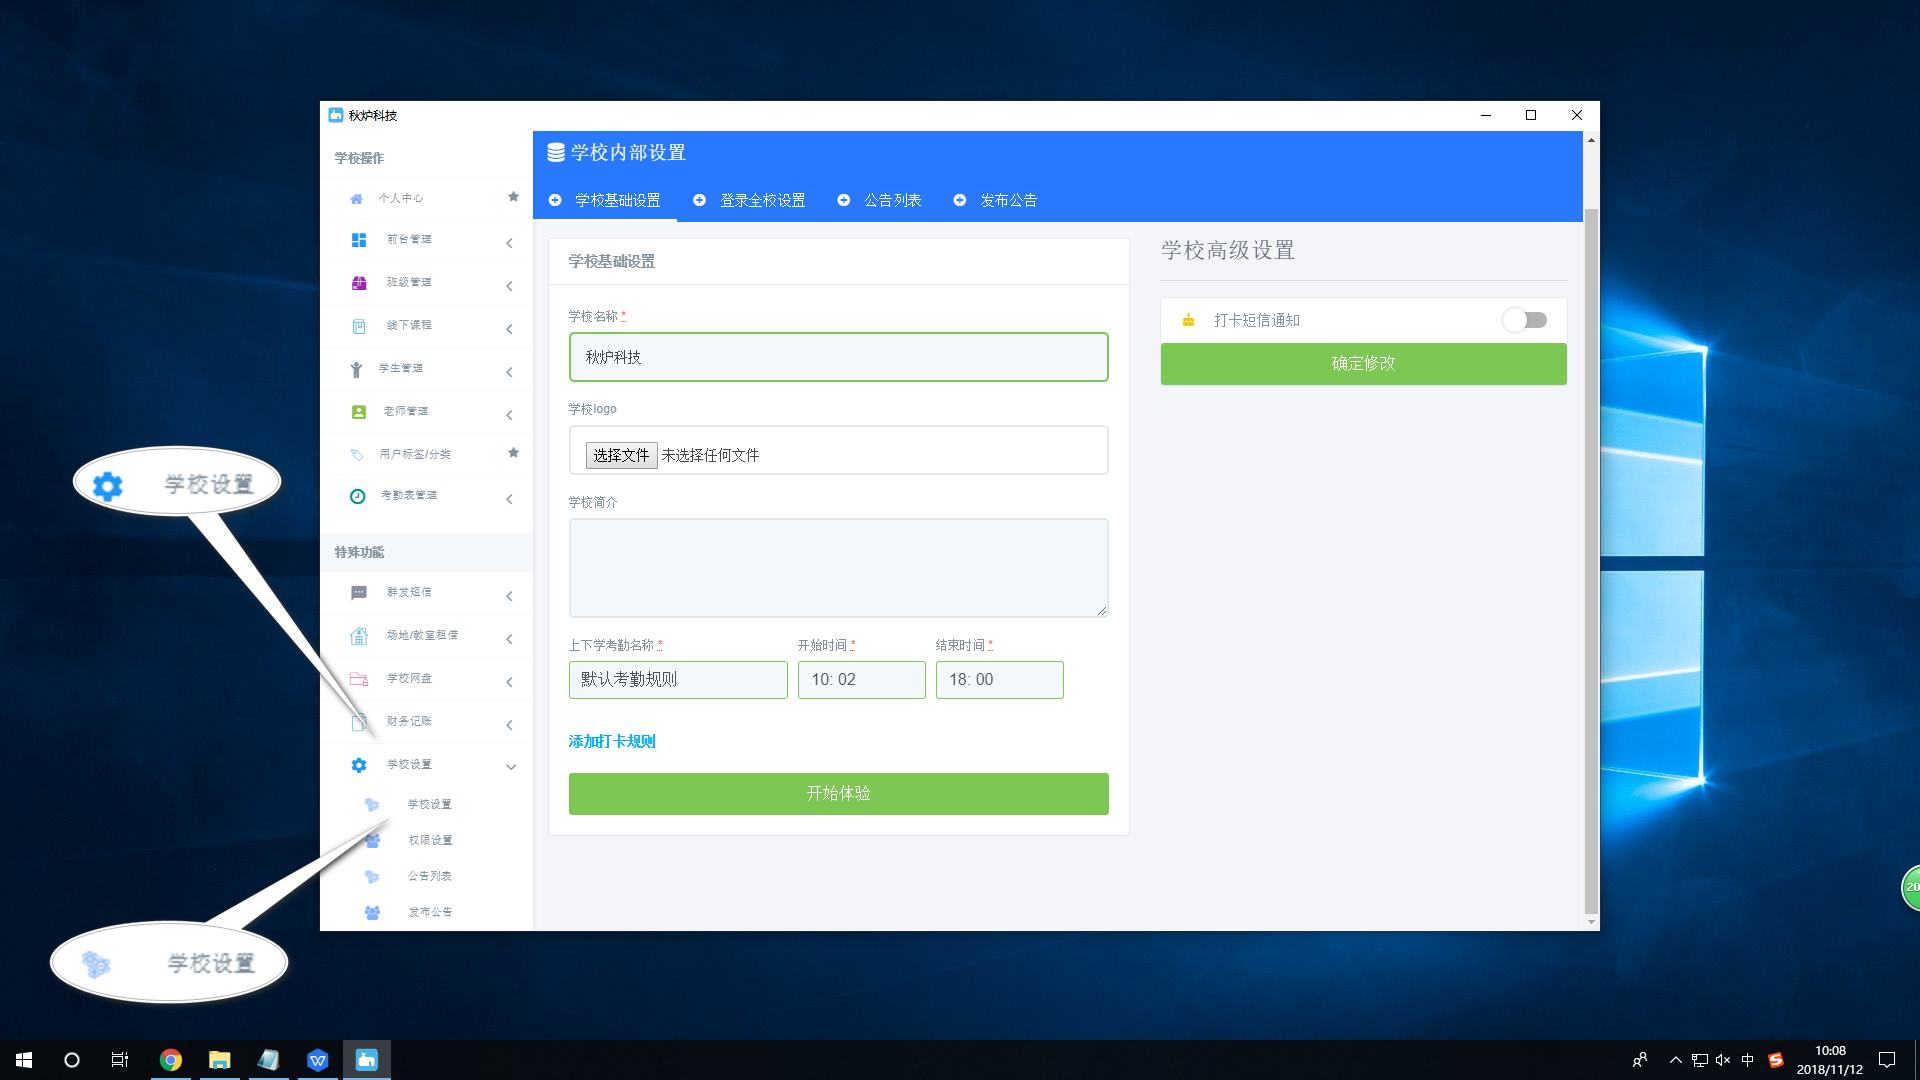 秋炉科技
学校操作
个人中心
前台管理
班级管理
线下课程
学生管理
老师管理
用户标签/分类
考勤表管理
特殊功能
群发短信
场地/教室租借
学校网盘
财务记账
学校设置
学校设置
权限设置
公告列表
发布公告
学校设置
学校设置
学校内部设置
学校基础设置
登录全校设置
公告列表
发布公告
学校基础设置
学校名称*
秋炉科技
学校logo
选择文件 未选择任何文件
学校简介
上下学考勤名称* 开始时间* 结束时间*
默认考勤规则 10: 02 18: 00
添加打卡规则
开始体验
学校高级设置
打卡短信通知
确定修改
20
中
10:08
2018/11/12